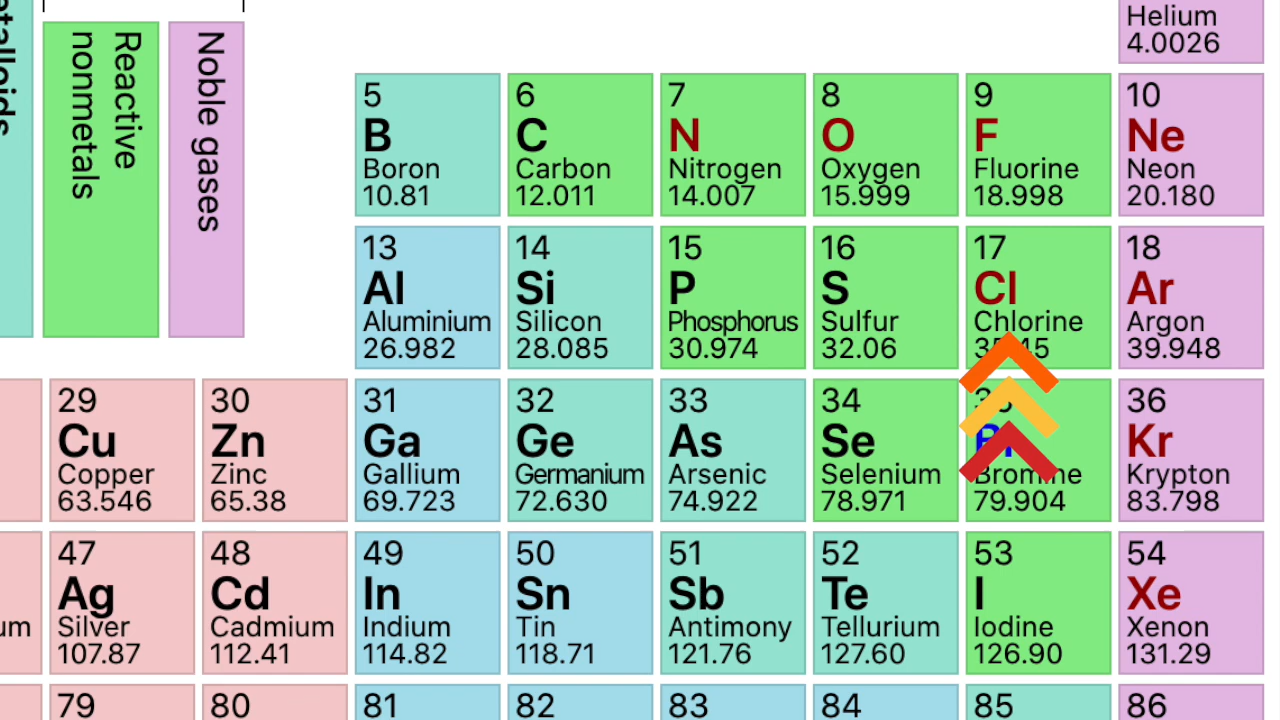 etalloids
Reactive
nonmetals
Noble gases
Helium
4.0026
5
B
Boron
10.81
6
C
Carbon
12.011
7
N
Nitrogen
14.007
8
O
Oxygen
15.999
9
F
Fluorine
18.998
10
Ne
Neon
20.180
13
Al
Aluminium
26.982
14
Si
Silicon
28.085
15
P
Phosphorus
30.974
16
S
Sulfur
32.06
17
Cl
Chlorine
18
Ar
Argon
39.948
29
Cu
Copper
63.546
30
Zn
Zinc
65.38
31
Ga
Gallium
69.723
32
Ge
Germanium
72.630
33
As
Arsenic
74.922
34
Se
Selenium
78.971
Bromine
79.904
36
Kr
Krypton
83.798
um
47
Ag
Silver
107.87
48
Cd
Cadmium
112.41
49
In
Indium
114.82
50
Sn
Tin
118.71
51
Sb
Antimony
121.76
52
Te
Tellurium
127.60
53
I
Iodine
126.90
54
Xe
Xenon
131.29
79
80
81
82
83
84
85
86